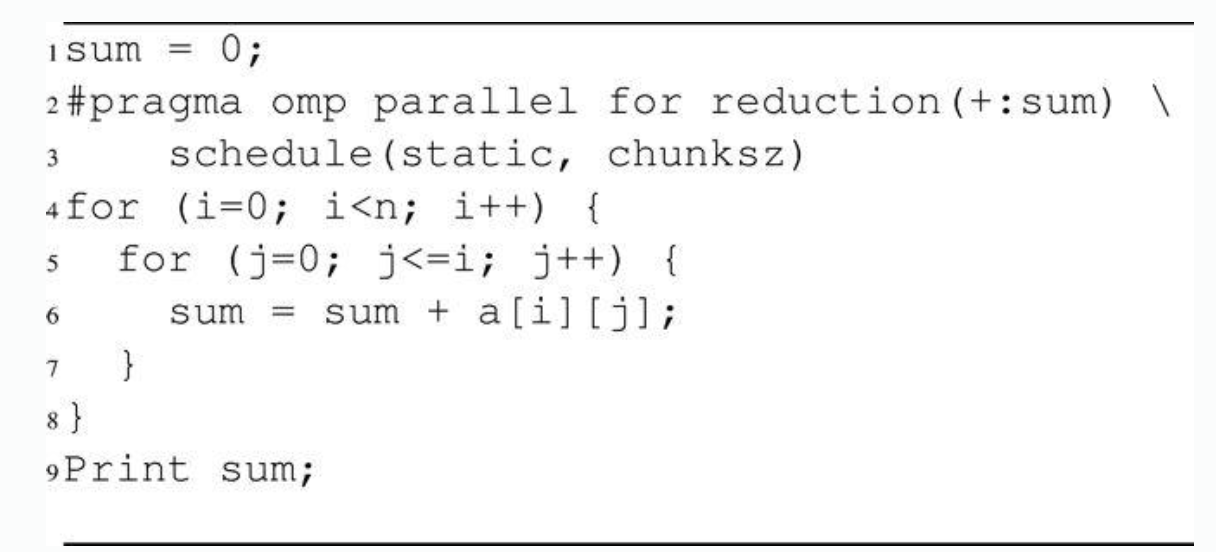 1 sum = 0;
2 #pragma omp parallel for reduction(+:sum) \
3     schedule(static, chunksz)
4 for (i=0; i<n; i++) {
5   for (j=0; j<=i; j++) {
6     sum = sum + a[i][j];
7   }
8 }
9 Print sum;